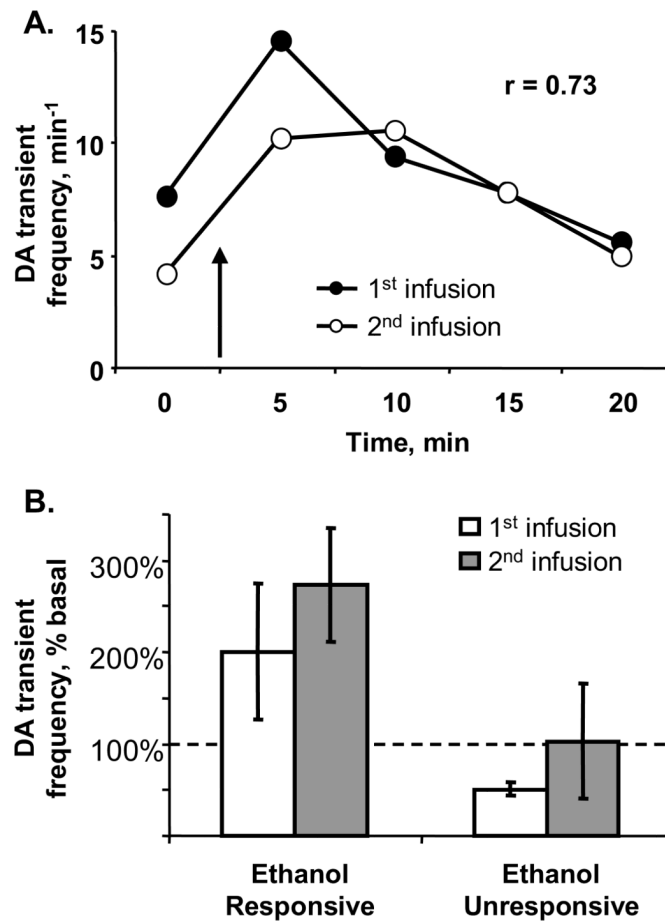 A.
DA transient
frequency, min⁻¹
15
10
5
0
r = 0.73
1ˢᵗ infusion
2ⁿᵈ infusion
0 5 10 15 20
Time, min
B.
DA transient
frequency, % basal
300%
200%
100%
1ˢᵗ infusion
2ⁿᵈ infusion
Ethanol
Responsive
Ethanol
Unresponsive